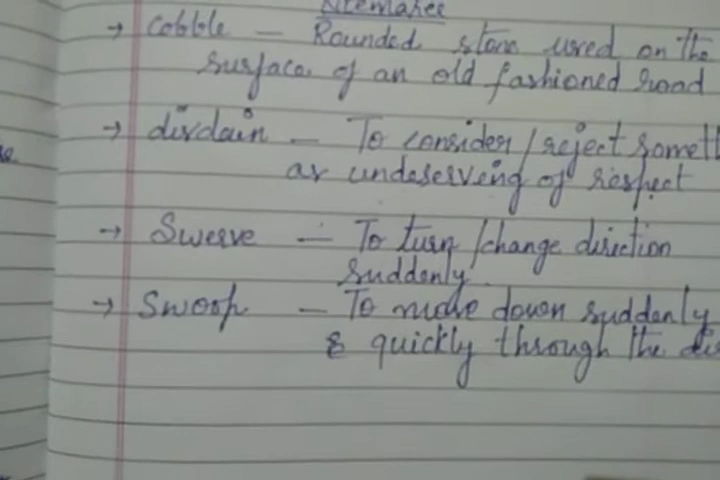 Kitemaker
→ cobble — Rounded stone used on the
surface of an old fashioned road
→ disdain — To consider / reject
as undeserving of respect
→ Swerve — To turn / change direction
suddenly.
→ Swoop — To move down suddenly
& quickly through the